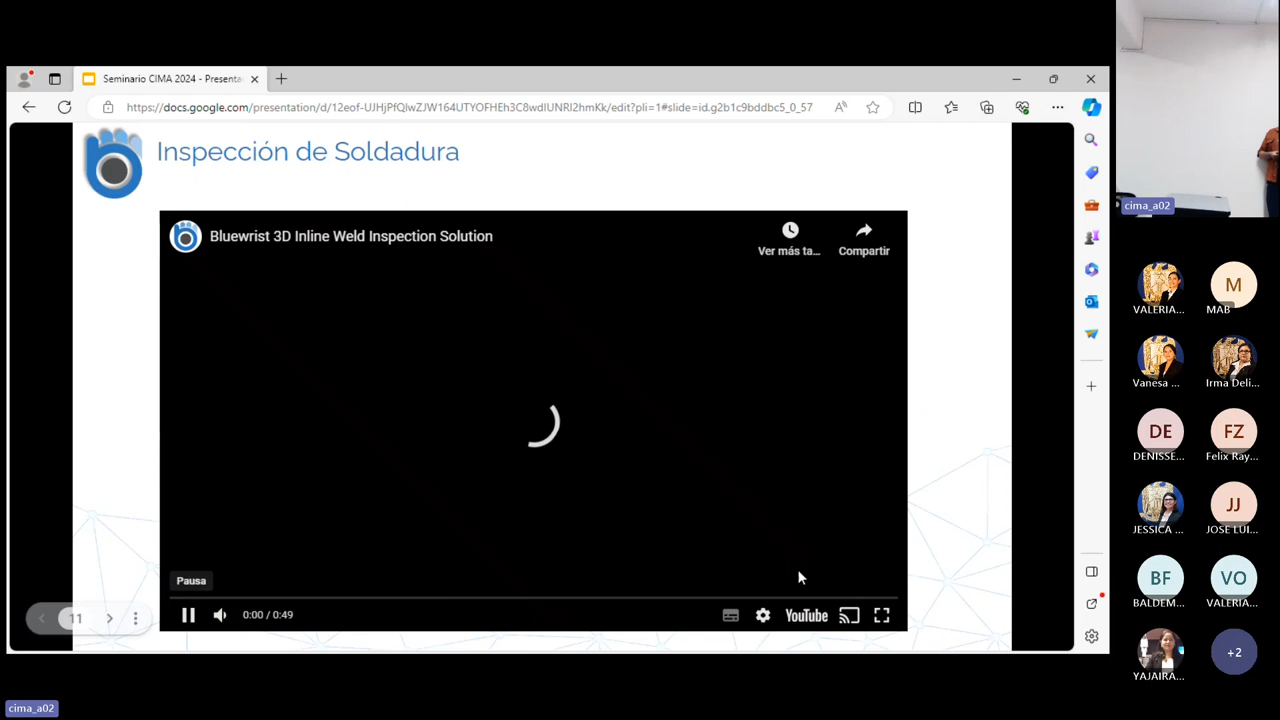 Seminario CIMA 2024 - Presenta
https://docs.google.com/presentation/d/12eof-UJHjPfQlwZJW164UTYOFHEh3C8wdIUNRI2hmKk/edit?pli=1#slide=id.g2b1c9bddbc5_0_57
Inspección de Soldadura
Bluewrist 3D Inline Weld Inspection Solution
Ver más ta...
Compartir
Pausa
0:00 / 0:49
YouTube
11
cima_a02
VALERIA...
M
MAB
Vanesa ...
Irma Deli...
DE
DENISSE...
FZ
Felix Ray...
JESSICA ...
JJ
JOSE LUI...
BF
BALDEM...
VO
VALERIA...
YAJAIRA...
+2
cima_a02